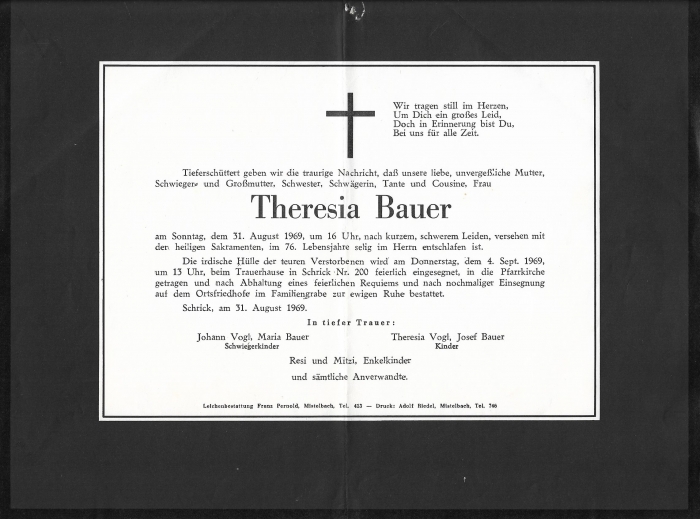 Wir tragen still im Herzen,
Um Dich ein großes Leid,
Doch in Erinnerung bist Du,
Bei uns für alle Zeit.
Tieferschüttert geben wir die traurige Nachricht, daß unsere liebe, unvergeßliche Mutter,
Schwieger- und Großmutter, Schwester, Schwägerin, Tante und Cousine, Frau
Theresia Bauer
am Sonntag, dem 31. August 1969, um 16 Uhr, nach kurzem, schwerem Leiden, versehen mit
den heiligen Sakramenten, im 76. Lebensjahre selig im Herrn entschlafen ist.
Die irdische Hülle der teuren Verstorbenen wird am Donnerstag, dem 4. Sept. 1969,
um 13 Uhr, beim Trauerhause in Schrick Nr. 200 feierlich eingesegnet, in die Pfarrkirche
getragen und nach Abhaltung eines feierlichen Requiems und nach nochmaliger Einsegnung
auf dem Ortsfriedhofe im Familiengrabe zur ewigen Ruhe bestattet.
Schrick, am 31. August 1969.
In tiefer Trauer:
Johann Vogl, Maria Bauer
Schwiegerkinder
Theresia Vogl, Josef Bauer
Kinder
Resi und Mitzi, Enkelkinder
und sämtliche Anverwandte.
Leichenbestattung Franz Pernold, Mistelbach, Tel. 453 — Druck: Adolf Riedel, Mistelbach, Tel. 746